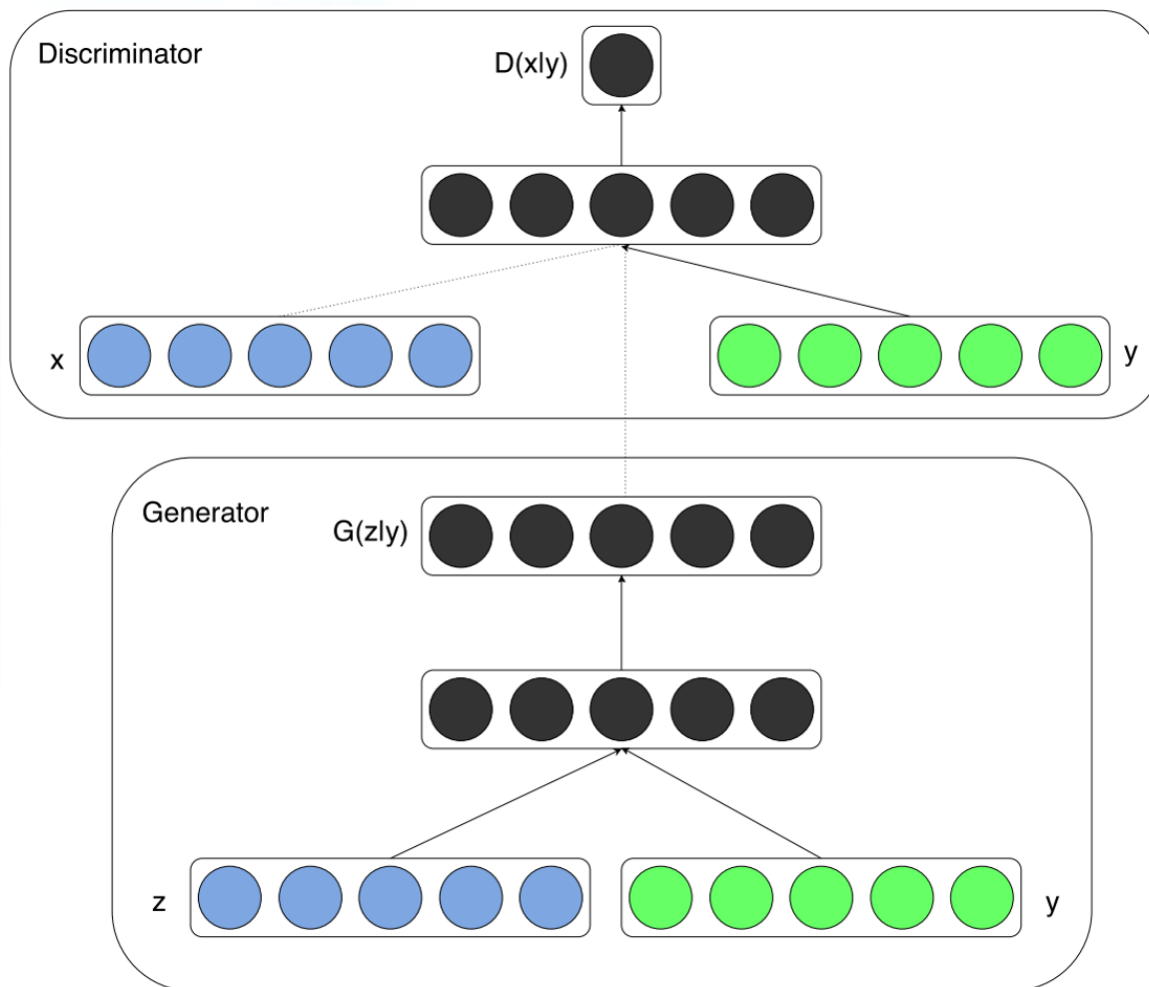 Discriminator
D(x|y)
x
y
Generator
G(z|y)
z
y